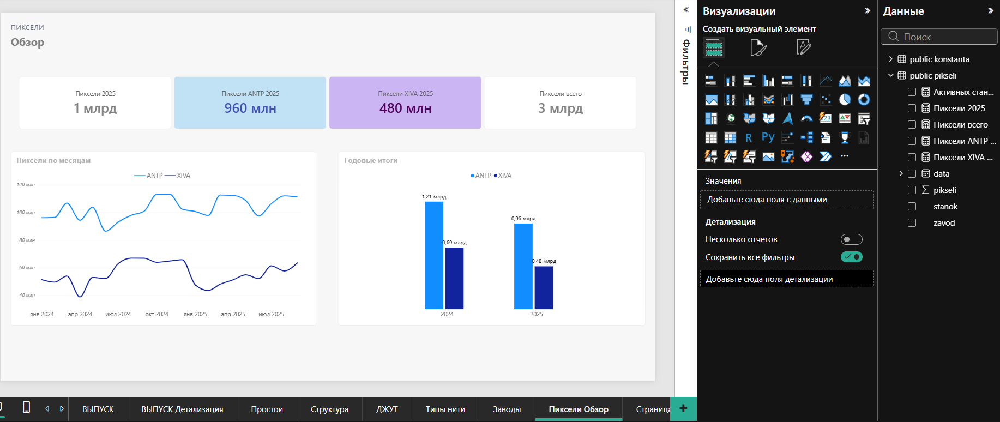 ПИКСЕЛИ
Обзор
Пиксели 2025
1 млрд
Пиксели ANTP 2025
960 млн
Пиксели XIVA 2025
480 млн
Пиксели всего
3 млрд
Пиксели по месяцам
ANTP XIVA
120 млн
100 млн
80 млн
60 млн
40 млн
янв 2024 апр 2024 июл 2024 окт 2024 янв 2025 апр 2025 июл 2025
Годовые итоги
ANTP XIVA
1,21 млрд
0,69 млрд
0,96 млрд
0,48 млрд
2024 2025
Фильтры
Визуализации
Создать визуальный элемент
123
R Py
Значения
Добавьте сюда поля с данными
Детализация
Несколько отчетов
Сохранить все фильтры
Добавьте сюда поля детализации
Данные
Поиск
public konstanta
public pikseli
Активных стан...
Пиксели 2025
Пиксели всего
Пиксели ANTP ...
Пиксели XIVA ...
data
pikseli
stanok
zavod
ВЫПУСК ВЫПУСК Детализация Простои Структура ДЖУТ Типы нити Заводы Пиксели Обзор Страница